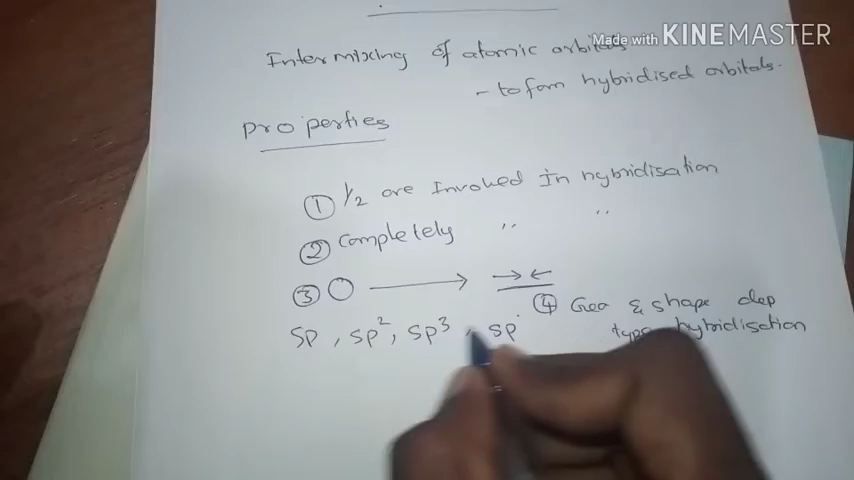 Made with KINEMASTER
Intermixing of atomic orbitals
- to form hybridised orbitals.
Properties
① 1/2 are Involved In hybridisation
② Completely " "
③ ○ → →←
④ Geo & shape dep
type hybridisation
sp, sp², sp³, sp